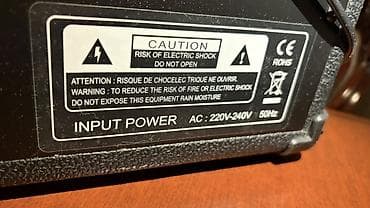 CAUTION
RISK OF ELECTRIC SHOCK
DO NOT OPEN
CE
ROHS
ATTENTION : RISQUE DE CHOCELEC TRIQUE NE OUVRIR.
WARNING : TO REDUCE THE RISK OF FIRE OR ELECTRIC SHOCK
DO NOT EXPOSE THIS EQUIPMENT RAIN MOISTURE
INPUT POWER AC : 220V-240V 50Hz